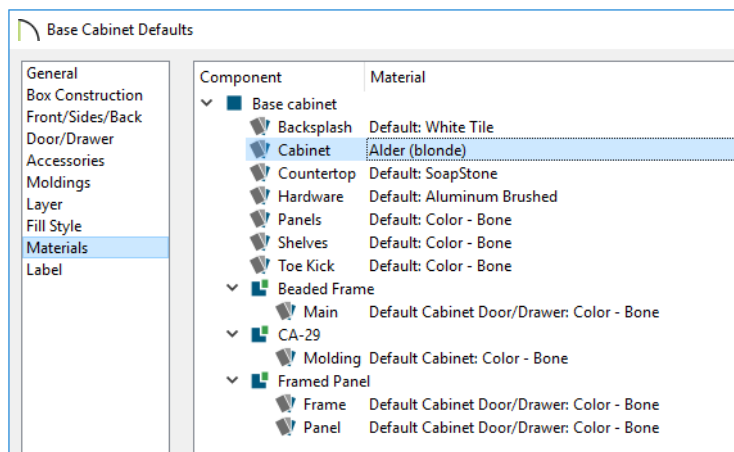 Base Cabinet Defaults
General
Box Construction
Front/Sides/Back
Door/Drawer
Accessories
Moldings
Layer
Fill Style
Materials
Label
Component Material
Base cabinet
Backsplash Default: White Tile
Cabinet Alder (blonde)
Countertop Default: SoapStone
Hardware Default: Aluminum Brushed
Panels Default: Color - Bone
Shelves Default: Color - Bone
Toe Kick Default: Color - Bone
Beaded Frame
Main Default Cabinet Door/Drawer: Color - Bone
CA-29
Molding Default Cabinet: Color - Bone
Framed Panel
Frame Default Cabinet Door/Drawer: Color - Bone
Panel Default Cabinet Door/Drawer: Color - Bone